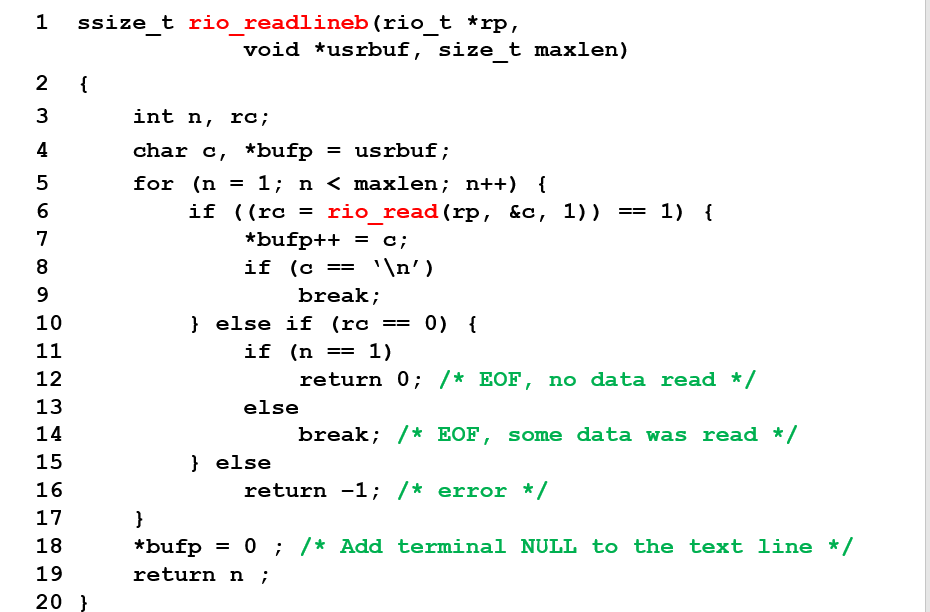 1 ssize_t rio_readlineb(rio_t *rp,
            void *usrbuf, size_t maxlen)
2 {
3     int n, rc;
4     char c, *bufp = usrbuf;
5     for (n = 1; n < maxlen; n++) {
6         if ((rc = rio_read(rp, &c, 1)) == 1) {
7             *bufp++ = c;
8             if (c == ‘\n’)
9                 break;
10         } else if (rc == 0) {
11             if (n == 1)
12                 return 0; /* EOF, no data read */
13             else
14                 break; /* EOF, some data was read */
15         } else
16             return –1; /* error */
17     }
18     *bufp = 0 ; /* Add terminal NULL to the text line */
19     return n ;
20 }